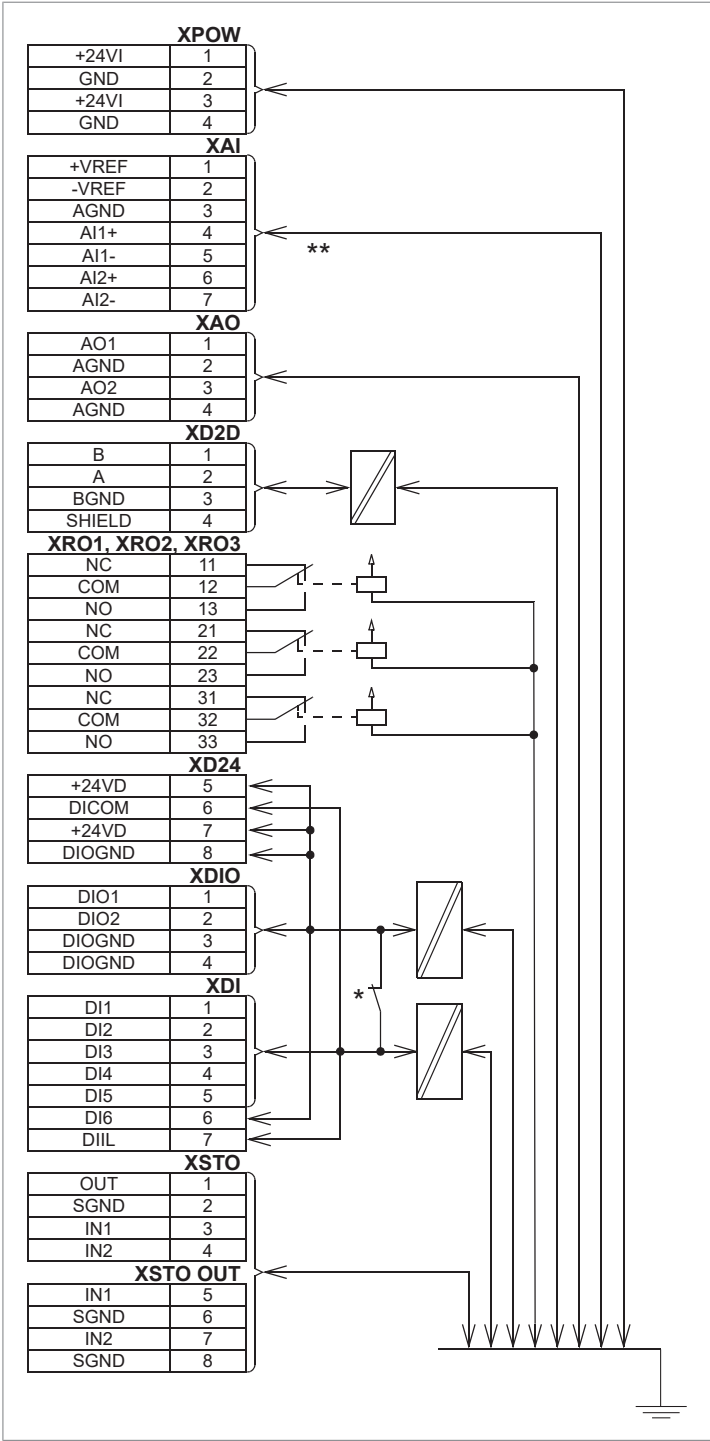 XPOW
+24VI 1
GND 2
+24VI 3
GND 4
XAI
+VREF 1
-VREF 2
AGND 3
AI1+ 4
AI1- 5
AI2+ 6
AI2- 7
**
XAO
AO1 1
AGND 2
AO2 3
AGND 4
XD2D
B 1
A 2
BGND 3
SHIELD 4
XRO1, XRO2, XRO3
NC 11
COM 12
NO 13
NC 21
COM 22
NO 23
NC 31
COM 32
NO 33
XD24
+24VD 5
DICOM 6
+24VD 7
DIOGND 8
XDIO
DIO1 1
DIO2 2
DIOGND 3
DIOGND 4
XDI
*
DI1 1
DI2 2
DI3 3
DI4 4
DI5 5
DI6 6
DIIL 7
XSTO
OUT 1
SGND 2
IN1 3
IN2 4
XSTO OUT
IN1 5
SGND 6
IN2 7
SGND 8